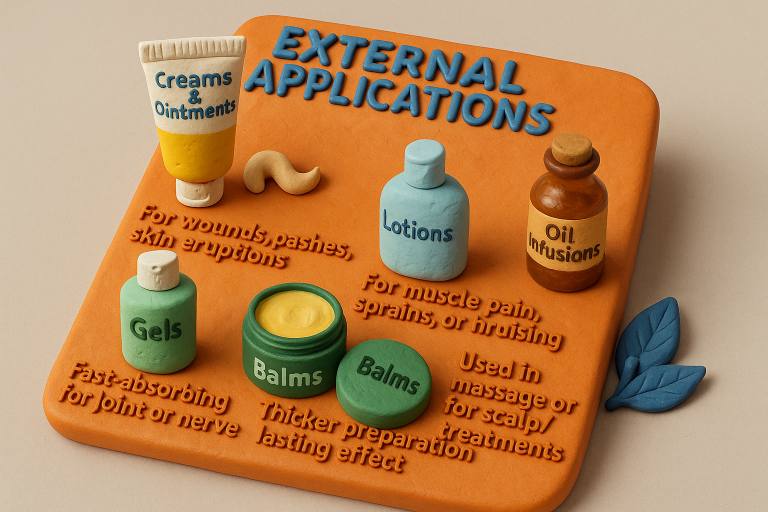 EXTERNAL
APPLICATIONS
Creams
&
Ointments
For wounds, pashes,
skin eruptions
Lotions
For muscle pain,
sprains, or hruising
Oil
Infusions
Used in
massage or
for scalp/
treatments
Gels
Fast-absorbing
for Joint or nerve
Balms
Balms
Thicker preparation
lasting effect